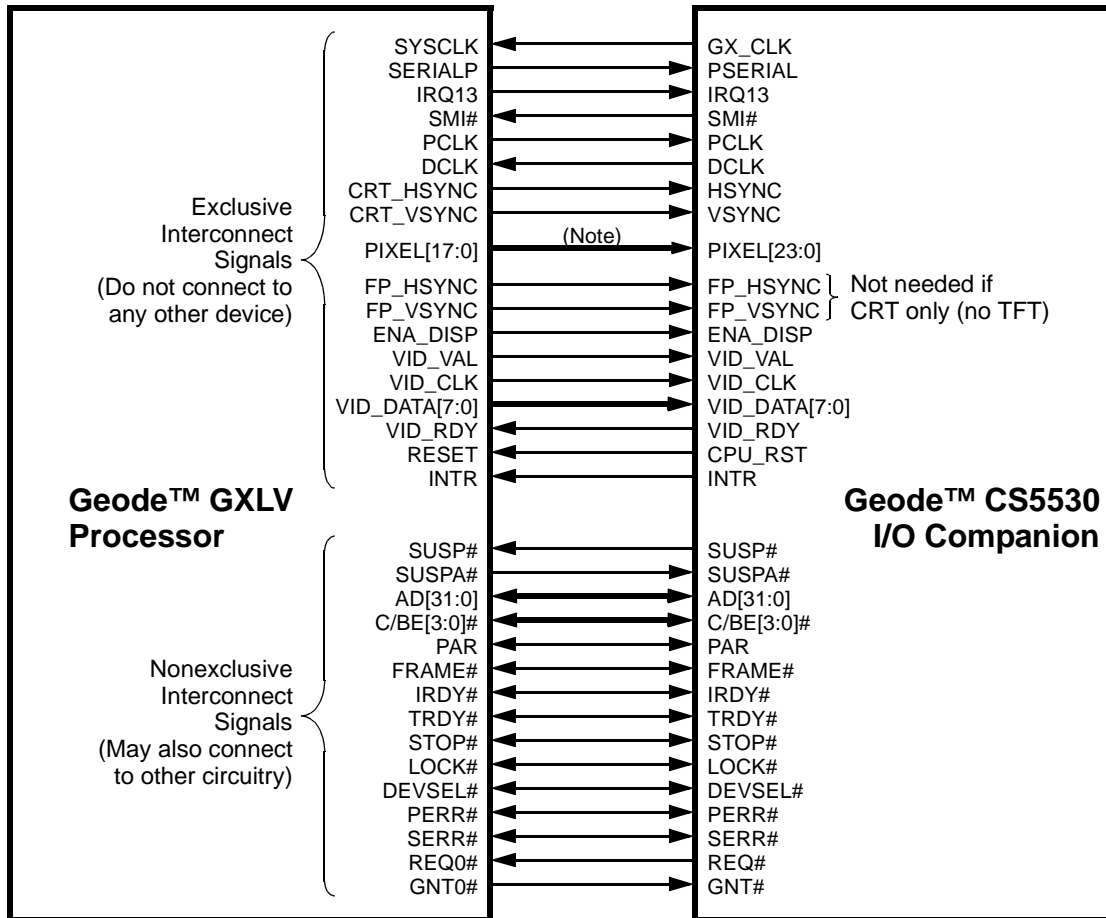 SYSCLK GX_CLK
SERIALP PSERIAL
IRQ13 IRQ13
SMI# SMI#
PCLK PCLK
DCLK DCLK
CRT_HSYNC HSYNC
CRT_VSYNC VSYNC
PIXEL[17:0] (Note) PIXEL[23:0]
FP_HSYNC FP_HSYNC
FP_VSYNC FP_VSYNC
Not needed if
CRT only (no TFT)
ENA_DISP ENA_DISP
VID_VAL VID_VAL
VID_CLK VID_CLK
VID_DATA[7:0] VID_DATA[7:0]
VID_RDY VID_RDY
RESET CPU_RST
INTR INTR
Exclusive
Interconnect
Signals
(Do not connect to
any other device)
Geode™ GXLV
Processor
Geode™ CS5530
I/O Companion
SUSP# SUSP#
SUSPA# SUSPA#
AD[31:0] AD[31:0]
C/BE[3:0]# C/BE[3:0]#
PAR PAR
FRAME# FRAME#
IRDY# IRDY#
TRDY# TRDY#
STOP# STOP#
LOCK# LOCK#
DEVSEL# DEVSEL#
PERR# PERR#
SERR# SERR#
REQ0# REQ#
GNT0# GNT#
Nonexclusive
Interconnect
Signals
(May also connect
to other circuitry)